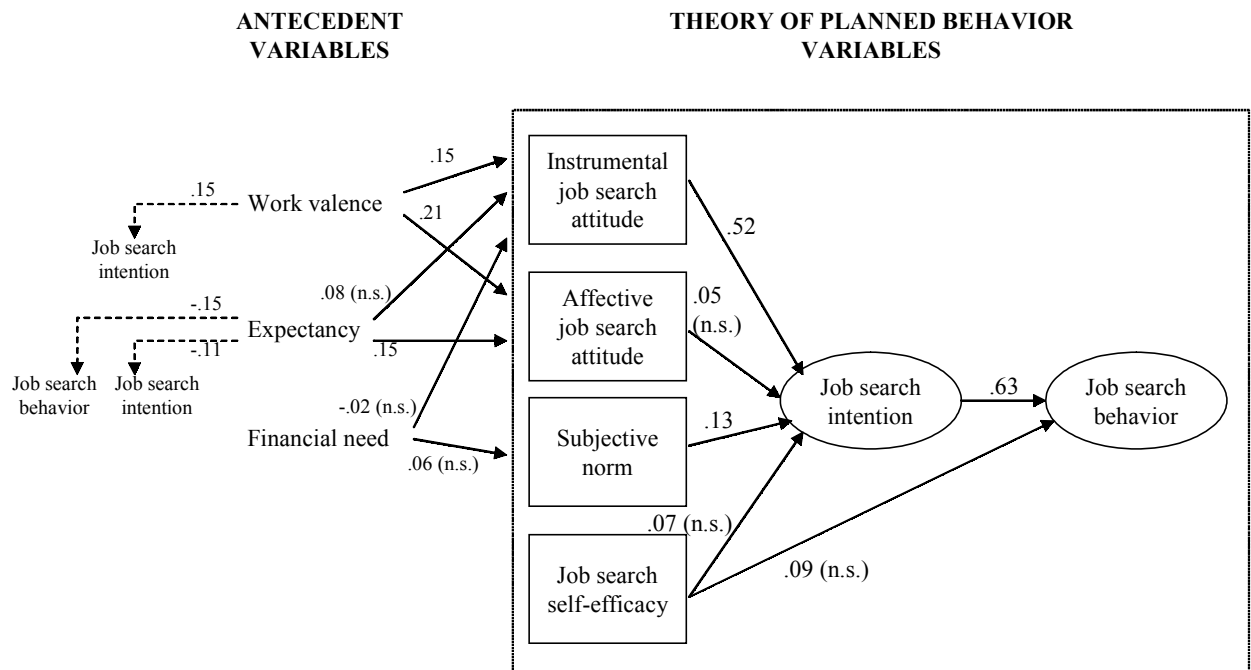 ANTECEDENT
VARIABLES
THEORY OF PLANNED BEHAVIOR
VARIABLES
.15
Work valence
Job search
intention
.15
.21
-.15
Expectancy
-.11
Job search
behavior
Job search
intention
.08 (n.s.)
.15
Financial need
-.02 (n.s.)
.06 (n.s.)
Instrumental
job search
attitude
.52
Affective
job search
attitude
.05
(n.s.)
Subjective
norm
.13
Job search
self-efficacy
.07 (n.s.)
.09 (n.s.)
Job search
intention
.63
Job search
behavior